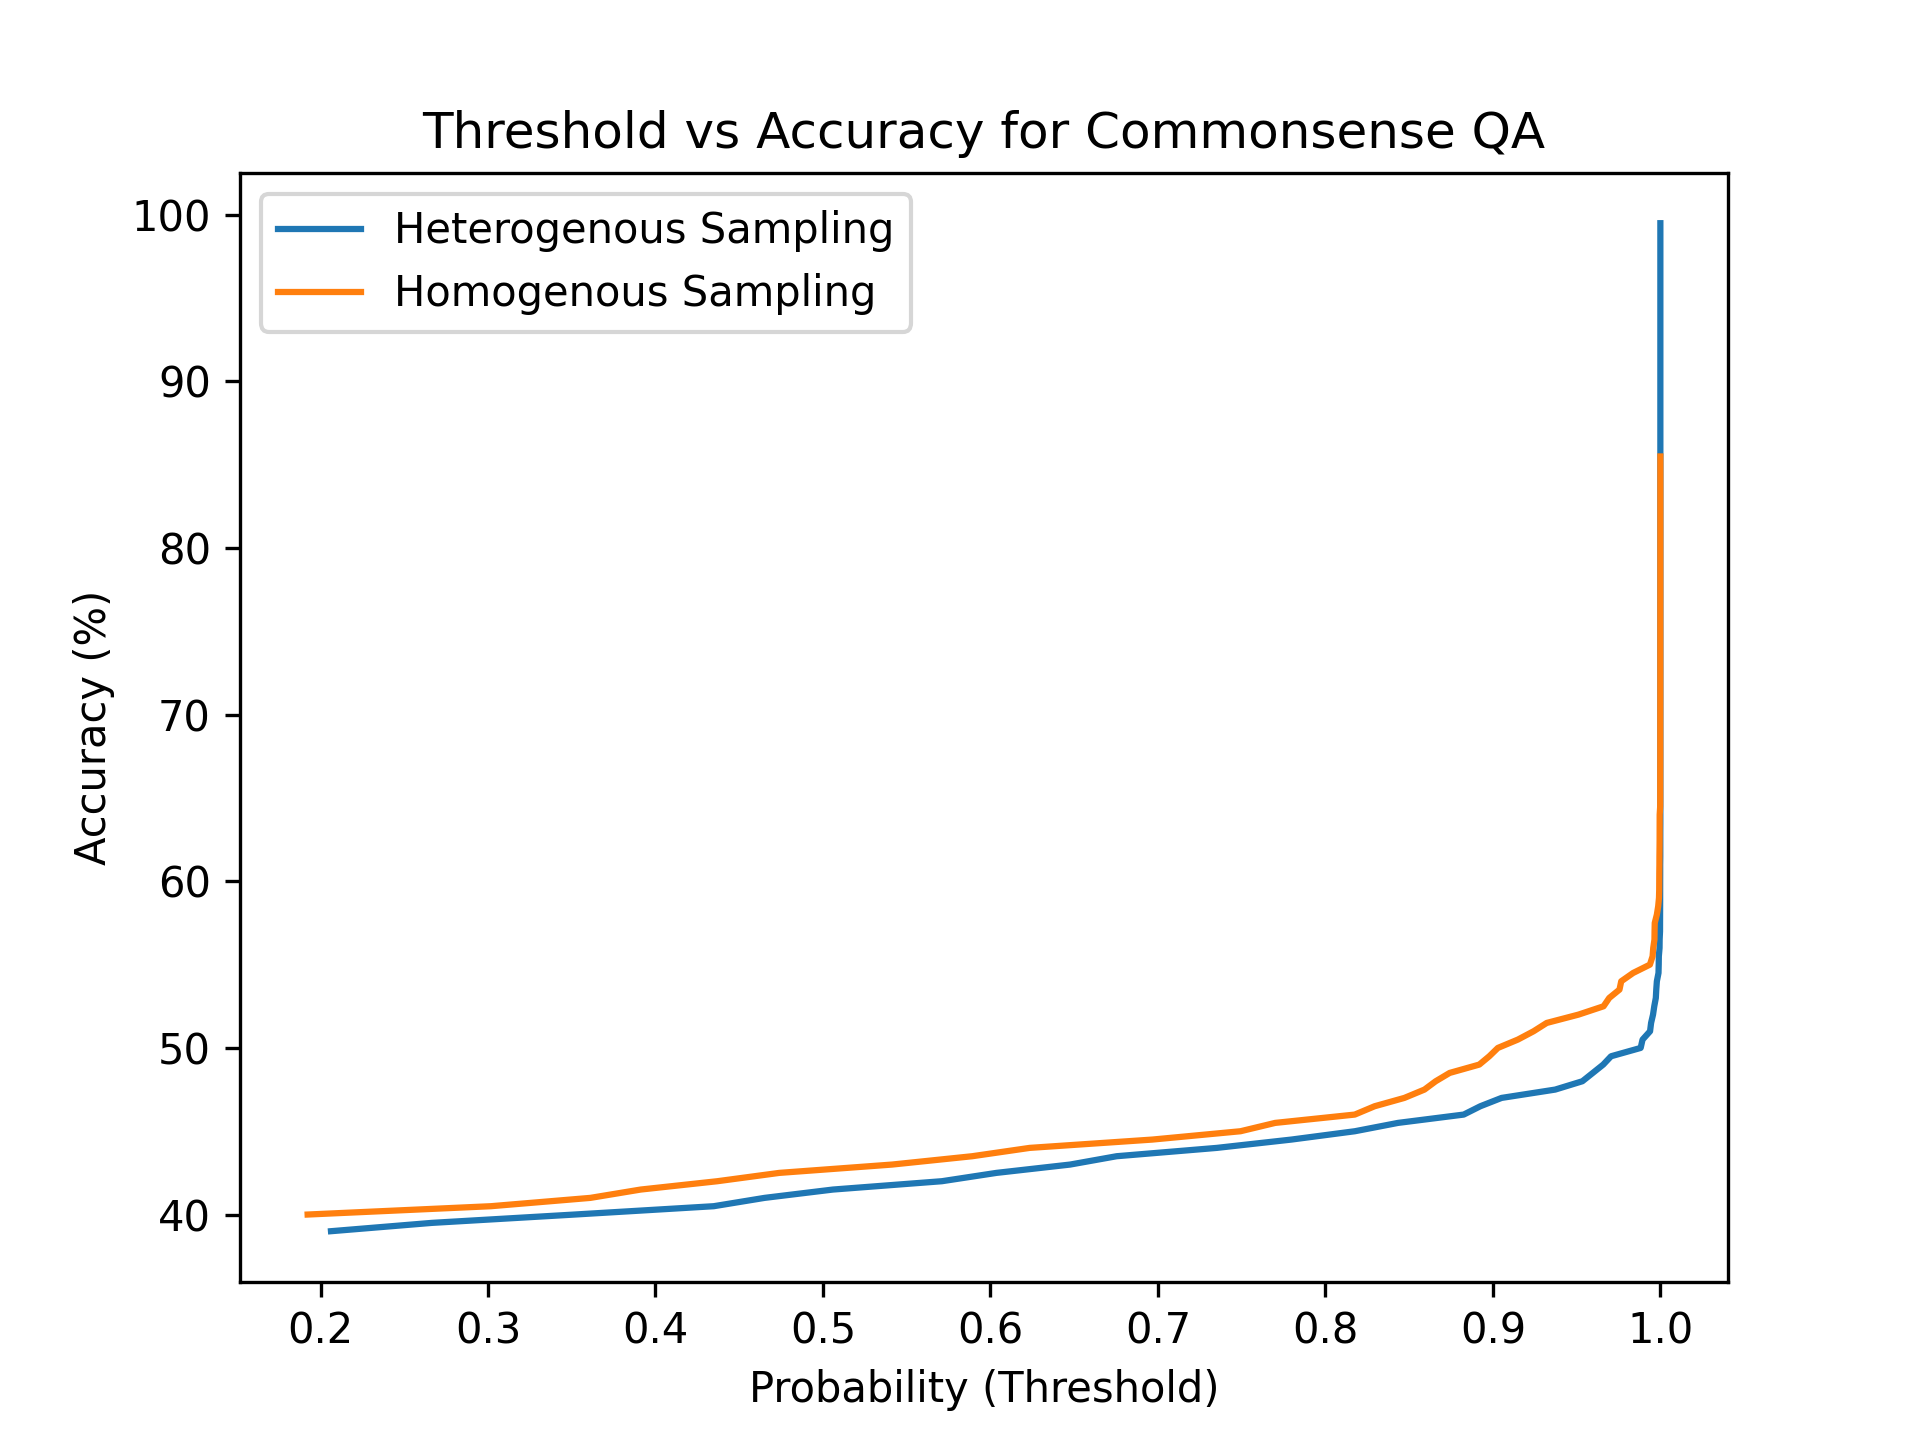 Threshold vs Accuracy for Commonsense QA
Heterogenous Sampling
Homogenous Sampling
100
90
80
70
60
50
40
Accuracy (%)
0.2 0.3 0.4 0.5 0.6 0.7 0.8 0.9 1.0
Probability (Threshold)